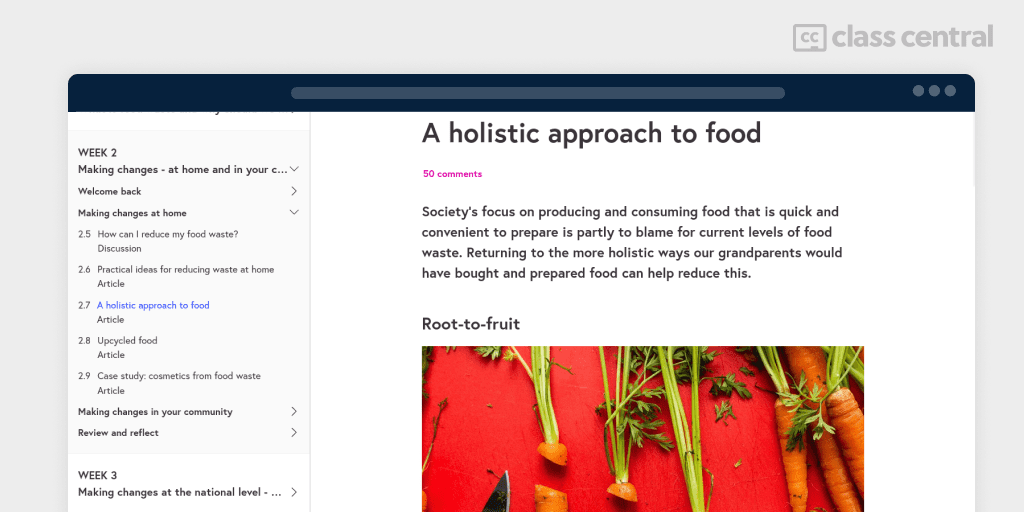 cc class central
WEEK 2
Making changes - at home and in your c...
Welcome back
Making changes at home
2.5 How can I reduce my food waste?
Discussion
2.6 Practical ideas for reducing waste at home
Article
2.7 A holistic approach to food
Article
2.8 Upcycled food
Article
2.9 Case study: cosmetics from food waste
Article
Making changes in your community
Review and reflect
WEEK 3
Making changes at the national level - ...
A holistic approach to food
50 comments
Society's focus on producing and consuming food that is quick and
convenient to prepare is partly to blame for current levels of food
waste. Returning to the more holistic ways our grandparents would
have bought and prepared food can help reduce this.
Root-to-fruit